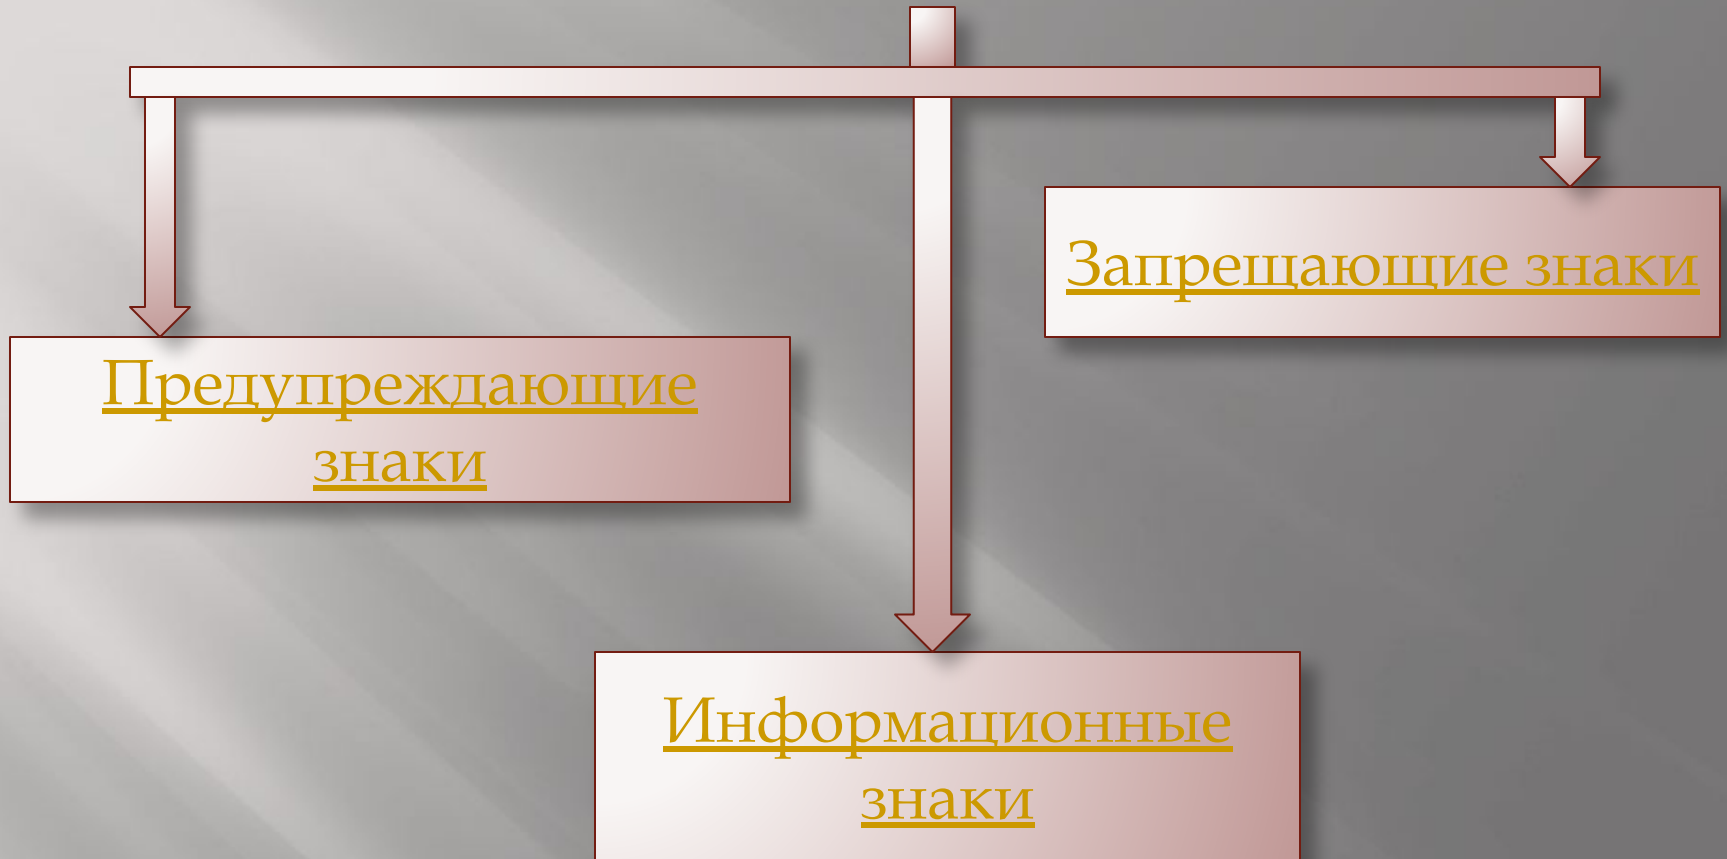 Запрещающие знаки
Предупреждающие
знаки
Информационные
знаки